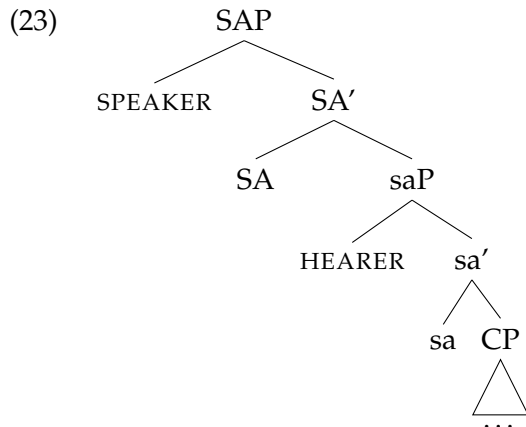 (23) SAP
SPEAKER SA'
SA saP
HEARER sa'
sa CP
...